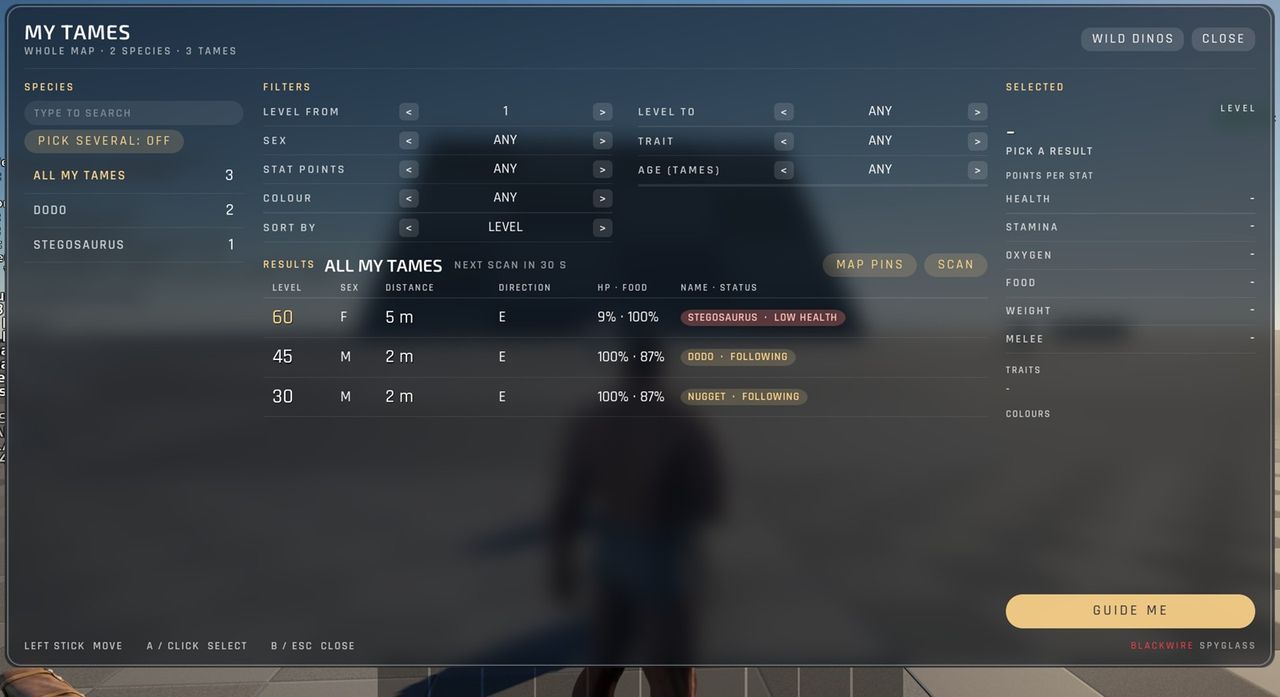 MY TAMES
WHOLE MAP · 2 SPECIES · 3 TAMES
WILD DINOS
CLOSE
SPECIES
TYPE TO SEARCH
PICK SEVERAL: OFF
ALL MY TAMES 3
DODO 2
STEGOSAURUS 1
FILTERS
LEVEL FROM < 1 >
SEX < ANY >
STAT POINTS < ANY >
COLOUR < ANY >
SORT BY < LEVEL >
LEVEL TO < ANY >
TRAIT < ANY >
AGE (TAMES) < ANY >
RESULTS ALL MY TAMES NEXT SCAN IN 30 S
MAP PINS
SCAN
LEVEL SEX DISTANCE DIRECTION HP · FOOD NAME · STATUS
60 F 5 m E 9% · 100% STEGOSAURUS · LOW HEALTH
45 M 2 m E 100% · 87% DODO · FOLLOWING
30 M 2 m E 100% · 87% NUGGET · FOLLOWING
SELECTED
LEVEL
–
PICK A RESULT
POINTS PER STAT
HEALTH -
STAMINA -
OXYGEN -
FOOD -
WEIGHT -
MELEE -
TRAITS
-
COLOURS
GUIDE ME
LEFT STICK MOVE A / CLICK SELECT B / ESC CLOSE
BLACKWIRE SPYGLASS